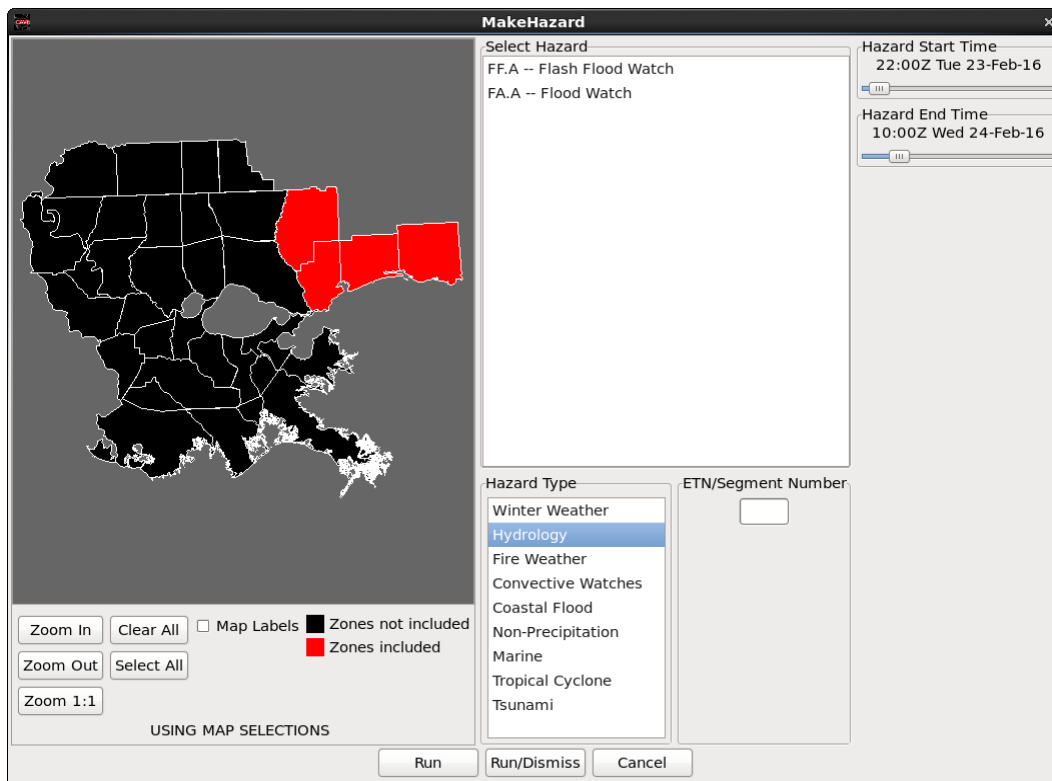 MakeHazard
Select Hazard
FF.A -- Flash Flood Watch
FA.A -- Flood Watch
Hazard Start Time
22:00Z Tue 23-Feb-16
Hazard End Time
10:00Z Wed 24-Feb-16
Hazard Type
Winter Weather
Hydrology
Fire Weather
Convective Watches
Coastal Flood
Non-Precipitation
Marine
Tropical Cyclone
Tsunami
ETN/Segment Number
Zoom In
Clear All
Map Labels
Zones not included
Zones included
Zoom Out
Select All
Zoom 1:1
USING MAP SELECTIONS
Run
Run/Dismiss
Cancel